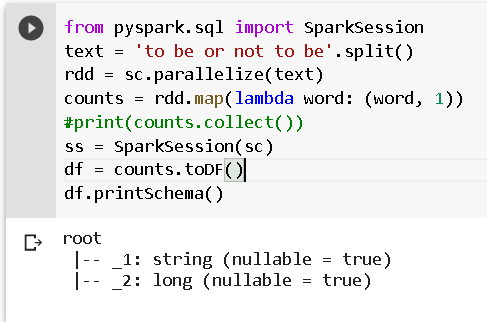 from pyspark.sql import SparkSession
text = 'to be or not to be'.split()
rdd = sc.parallelize(text)
counts = rdd.map(lambda word: (word, 1))
#print(counts.collect())
ss = SparkSession(sc)
df = counts.toDF()
df.printSchema()
root
 |-- _1: string (nullable = true)
 |-- _2: long (nullable = true)